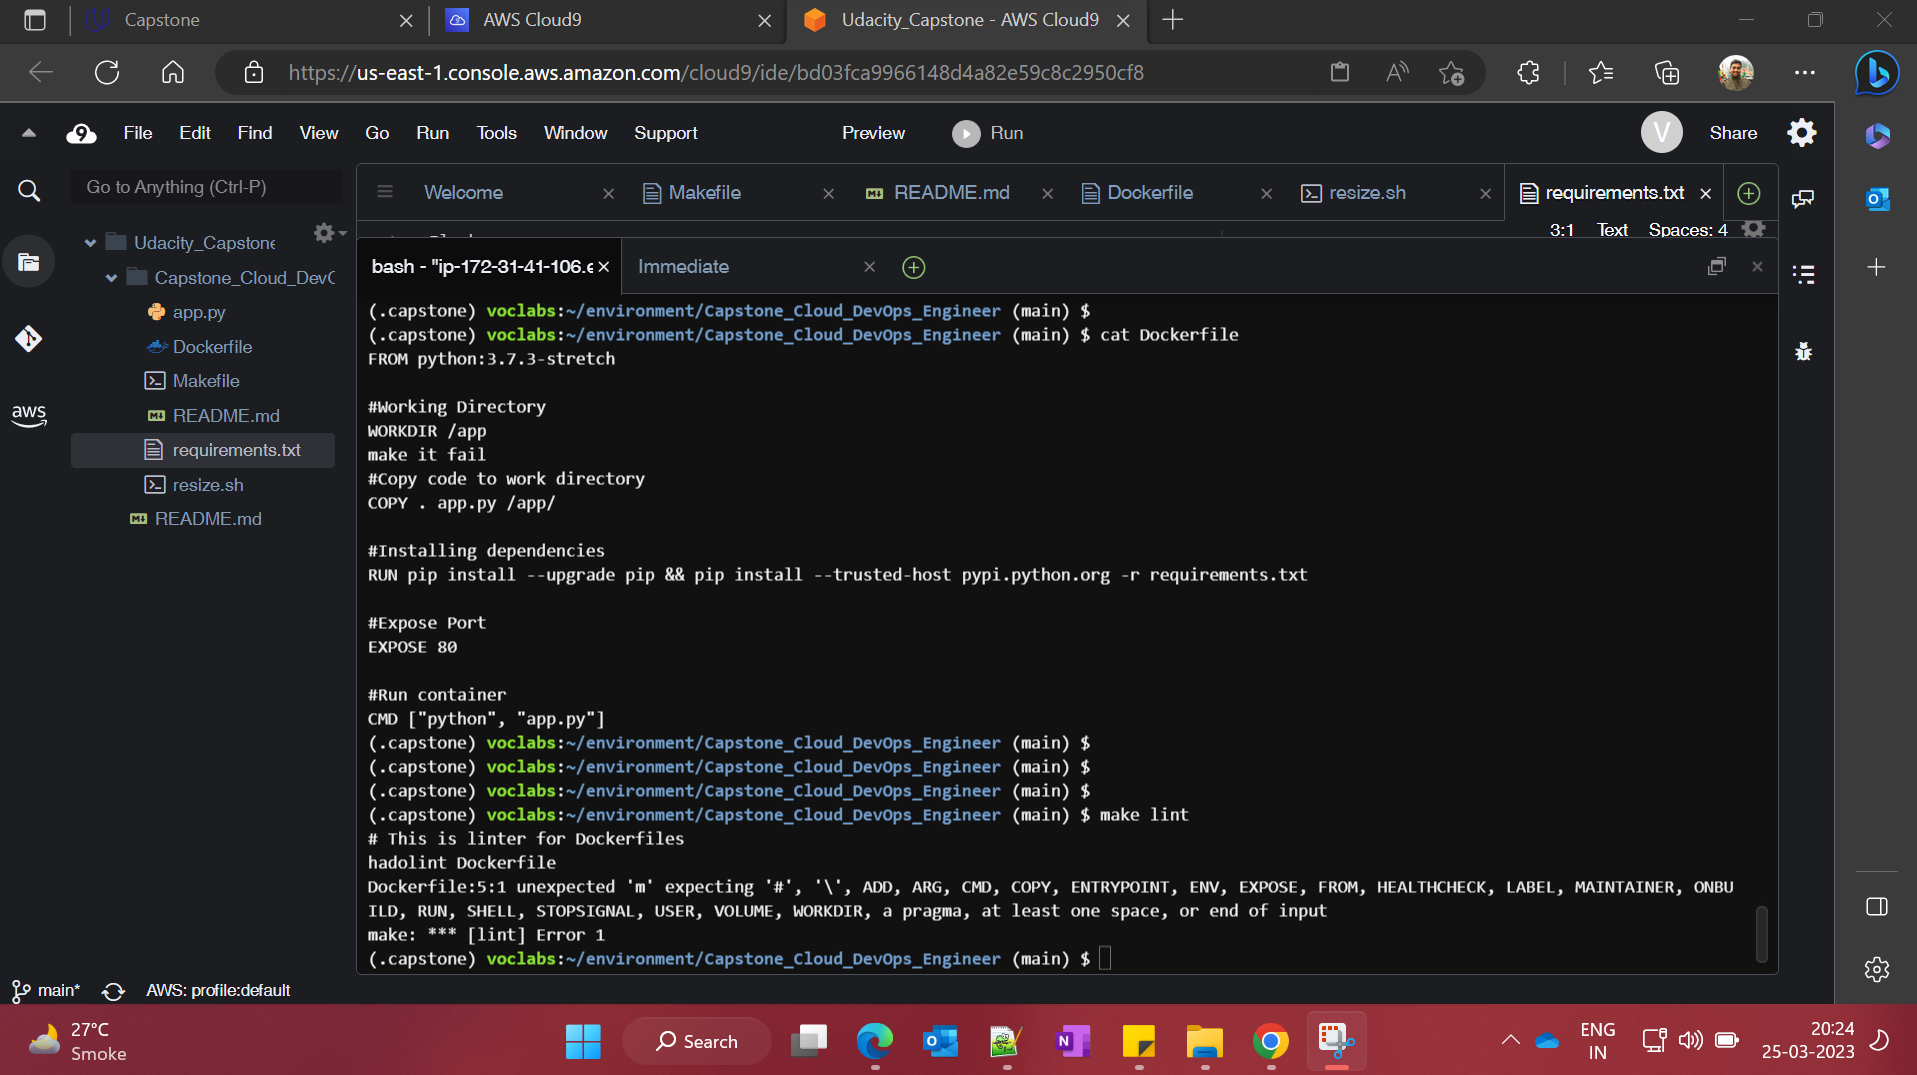 Capstone
AWS Cloud9
Udacity_Capstone - AWS Cloud9
https://us-east-1.console.aws.amazon.com/cloud9/ide/bd03fca9966148d4a82e59c8c2950cf8
9 File Edit Find View Go Run Tools Window Support Preview Run V Share
Go to Anything (Ctrl-P)
Welcome Makefile README.md Dockerfile resize.sh requirements.txt
3:1 Text Spaces: 4
Udacity_Capstone
Capstone_Cloud_DevC
app.py
Dockerfile
Makefile
README.md
requirements.txt
resize.sh
README.md
aws
bash - "ip-172-31-41-106.e Immediate
(.capstone) voclabs:~/environment/Capstone_Cloud_DevOps_Engineer (main) $
(.capstone) voclabs:~/environment/Capstone_Cloud_DevOps_Engineer (main) $ cat Dockerfile
FROM python:3.7.3-stretch
#Working Directory
WORKDIR /app
make it fail
#Copy code to work directory
COPY . app.py /app/
#Installing dependencies
RUN pip install --upgrade pip && pip install --trusted-host pypi.python.org -r requirements.txt
#Expose Port
EXPOSE 80
#Run container
CMD ["python", "app.py"]
(.capstone) voclabs:~/environment/Capstone_Cloud_DevOps_Engineer (main) $
(.capstone) voclabs:~/environment/Capstone_Cloud_DevOps_Engineer (main) $
(.capstone) voclabs:~/environment/Capstone_Cloud_DevOps_Engineer (main) $
(.capstone) voclabs:~/environment/Capstone_Cloud_DevOps_Engineer (main) $ make lint
# This is linter for Dockerfiles
hadolint Dockerfile
Dockerfile:5:1 unexpected 'm' expecting '#', '\', ADD, ARG, CMD, COPY, ENTRYPOINT, ENV, EXPOSE, FROM, HEALTHCHECK, LABEL, MAINTAINER, ONBU
ILD, RUN, SHELL, STOPSIGNAL, USER, VOLUME, WORKDIR, a pragma, at least one space, or end of input
make: *** [lint] Error 1
(.capstone) voclabs:~/environment/Capstone_Cloud_DevOps_Engineer (main) $
main* AWS: profile:default
27°C
Smoke
Search
ENG
IN
20:24
25-03-2023